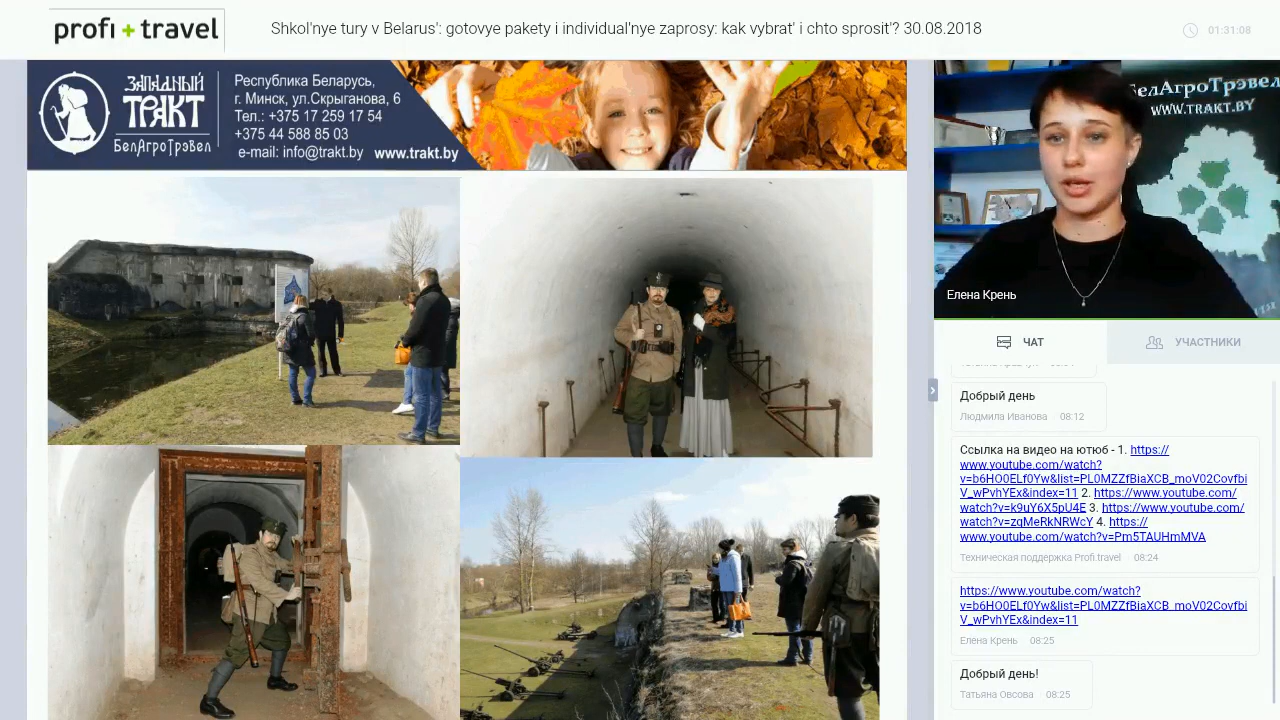 profi + travel
Shkol'nye tury v Belarus': gotovye pakety i individual'nye zaprosy: kak vybrat' i chto sprosit'? 30.08.2018
01:31:08
ЗАПАДНЫЙ
ТРАКТ
БелАгроТрэвел
Республика Беларусь,
г. Минск, ул.Скрыганова, 6
Тел.: +375 17 259 17 54
+375 44 588 85 03
e-mail: info@trakt.by www.trakt.by
БелАгроТрэвел
WWW.TRAKT.BY
Елена Крень
ЧАТ
УЧАСТНИКИ
Добрый день
Людмила Иванова 08:12
Ссылка на видео на ютюб - 1. https://
www.youtube.com/watch?
v=b6HO0ELf0Yw&list=PL0MZZfBiaXCB_moV02Covfbi
V_wPvhYEx&index=11 2. https://www.youtube.com/
watch?v=k9uY6X5pU4E 3. https://www.youtube.com/
watch?v=zqMeRkNRWcY 4. https://
www.youtube.com/watch?v=Pm5TAUHmMVA
Техническая поддержка Profi.travel 08:24
https://www.youtube.com/watch?
v=b6HO0ELf0Yw&list=PL0MZZfBiaXCB_moV02Covfbi
V_wPvhYEx&index=11
Елена Крень 08:25
Добрый день!
Татьяна Овсова 08:25